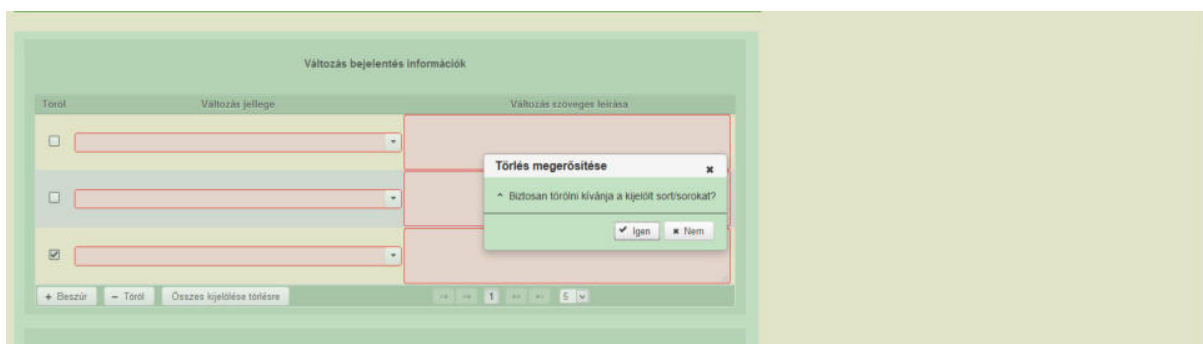 Változás bejelentés információk
Töröl Változás jellege Változás szöveges leírása
Törlés megerősítése
Biztosan törölni kívánja a kijelölt sort/sorokat?
Igen Nem
Beszúr Töröl Összes kijelölése törlésre 1 5